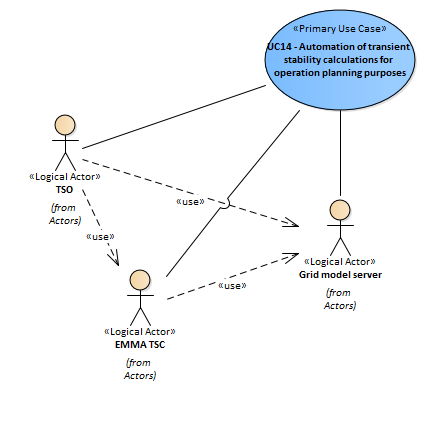 «Primary Use Case»
UC14 - Automation of transient
stability calculations for
operation planning purposes
«Logical Actor»
TSO
(from
Actors)
«use»
«use»
«Logical Actor»
Grid model server
(from
Actors)
«use»
«Logical Actor»
EMMA TSC
(from
Actors)